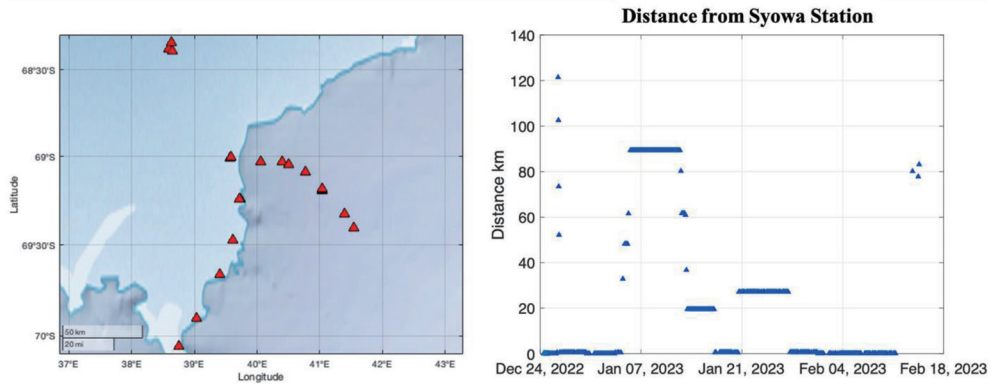 Distance from Syowa Station
68°30'S
69°S
69°30'S
70°S
Latitude
50 km
20 mi
37°E
38°E
39°E
40°E
41°E
42°E
43°E
Longitude
140
120
100
80
60
40
20
0
Distance km
Dec 24, 2022
Jan 07, 2023
Jan 21, 2023
Feb 04, 2023
Feb 18, 2023